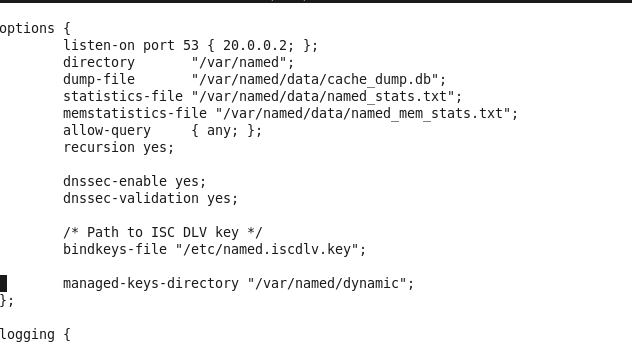 options {
listen-on port 53 { 20.0.0.2; };
directory "/var/named";
dump-file "/var/named/data/cache_dump.db";
statistics-file "/var/named/data/named_stats.txt";
memstatistics-file "/var/named/data/named_mem_stats.txt";
allow-query { any; };
recursion yes;
dnssec-enable yes;
dnssec-validation yes;
/* Path to ISC DLV key */
bindkeys-file "/etc/named.iscdlv.key";
managed-keys-directory "/var/named/dynamic";
};
logging {